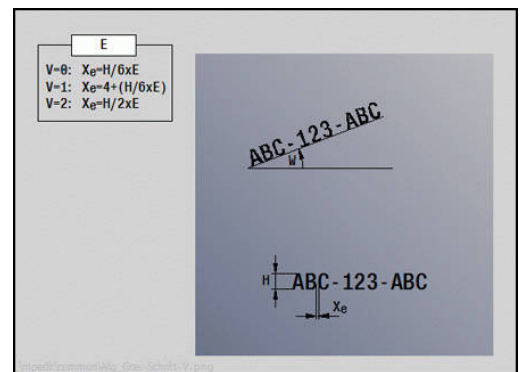 E
V=0: Xe=H/6xE
V=1: Xe=4+(H/6xE)
V=2: Xe=H/2xE
ABC-123-ABC
W
H
ABC-123-ABC
Xe